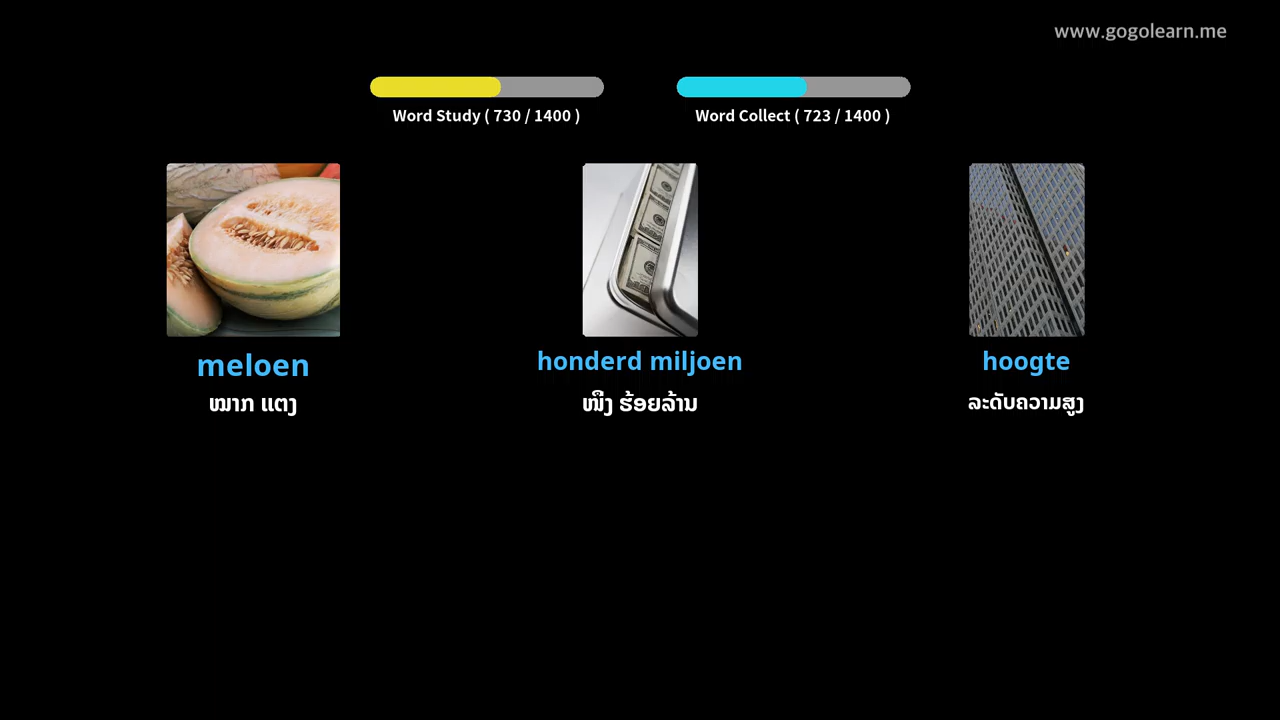 www.gogolearn.me
Word Study ( 730 / 1400 )
Word Collect ( 723 / 1400 )
meloen
honderd miljoen
hoogte
ໝາກ ແຕງ
ໜຶ່ງ ຮ້ອຍລ້ານ
ລະດັບຄວາມສູງ